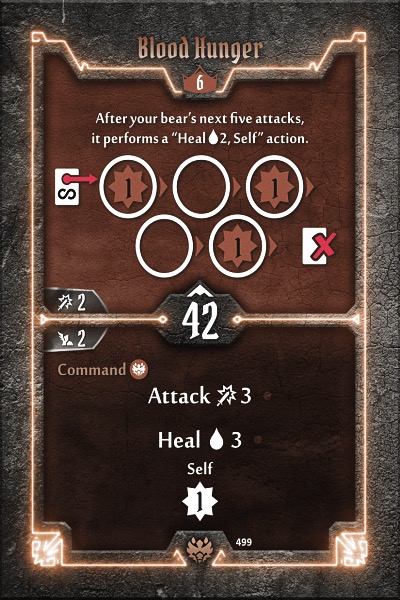 Blood Hunger
6
After your bear's next five attacks,
it performs a “Heal 2, Self” action.
S 1 1
1
2
42
2
Command
Attack 3
Heal 3
Self
1
499